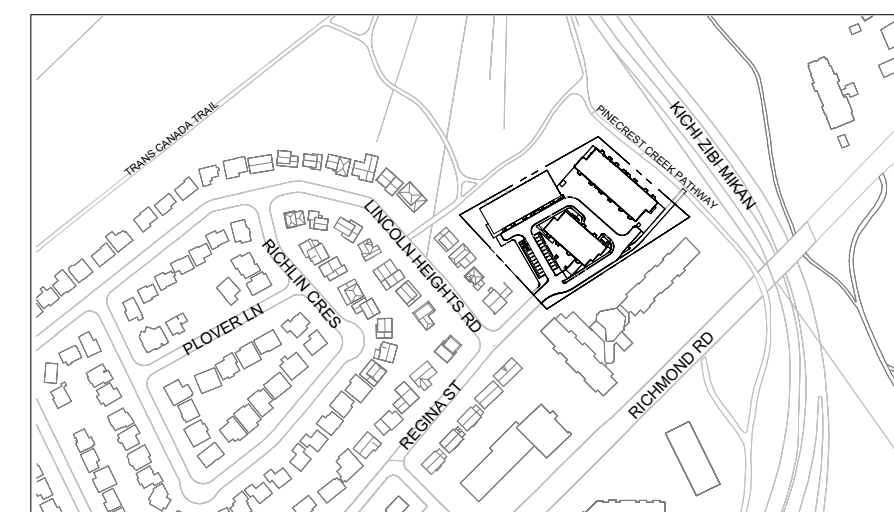 TRANS CANADA TRAIL
PINECREST CREEK PATHWAY
KICHI ZIBI MIKAN
LINCOLN HEIGHTS RD
RICHLIN CRES
PLOVER LN
REGINA ST
RICHMOND RD